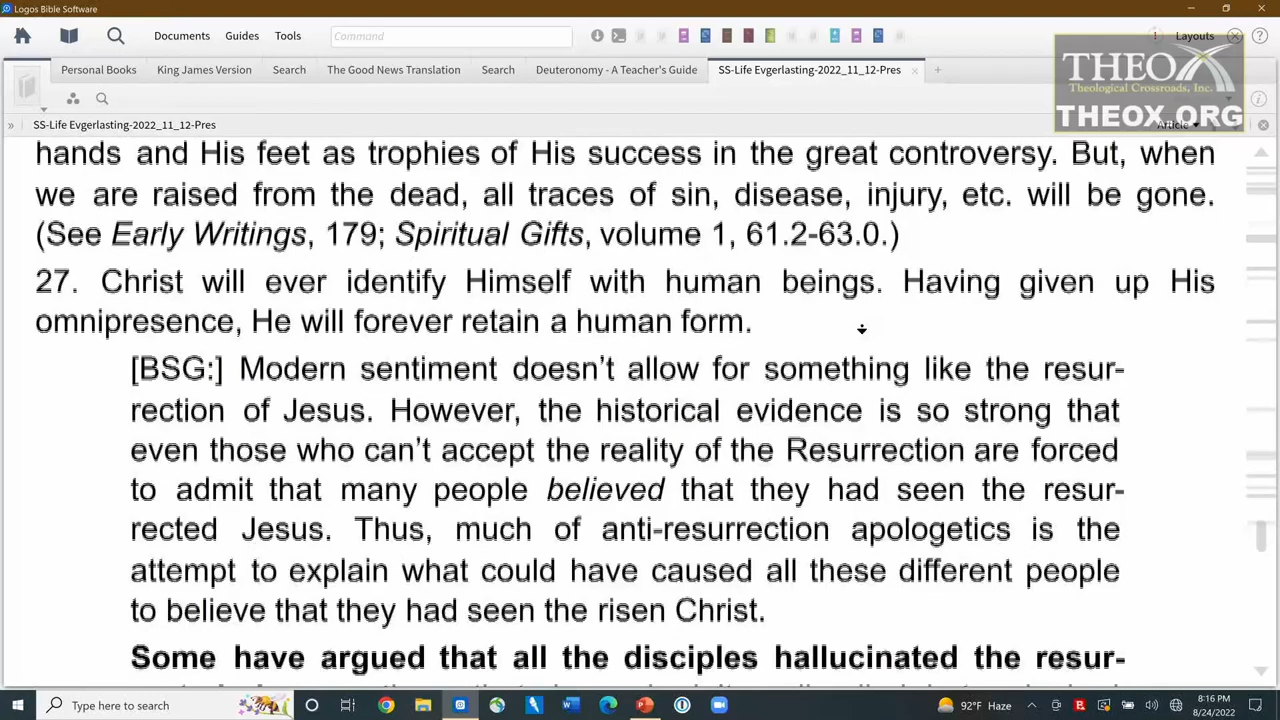 Logos Bible Software
Documents Guides Tools Command Layouts
THEOX
Theological Crossroads, Inc.
THEOX.ORG
Personal Books King James Version Search The Good News Translation Search Deuteronomy - A Teacher's Guide SS-Life Evgerlasting-2022_11_12-Pres
SS-Life Evgerlasting-2022_11_12-Pres Article
hands and His feet as trophies of His success in the great controversy. But, when
we are raised from the dead, all traces of sin, disease, injury, etc. will be gone.
(See Early Writings, 179; Spiritual Gifts, volume 1, 61.2-63.0.)
27. Christ will ever identify Himself with human beings. Having given up His
omnipresence, He will forever retain a human form.
[BSG:] Modern sentiment doesn't allow for something like the resur-
rection of Jesus. However, the historical evidence is so strong that
even those who can't accept the reality of the Resurrection are forced
to admit that many people believed that they had seen the resur-
rected Jesus. Thus, much of anti-resurrection apologetics is the
attempt to explain what could have caused all these different people
to believe that they had seen the risen Christ.
Some have argued that all the disciples hallucinated the resur-
Type here to search
92°F Haze
8:16 PM
8/24/2022